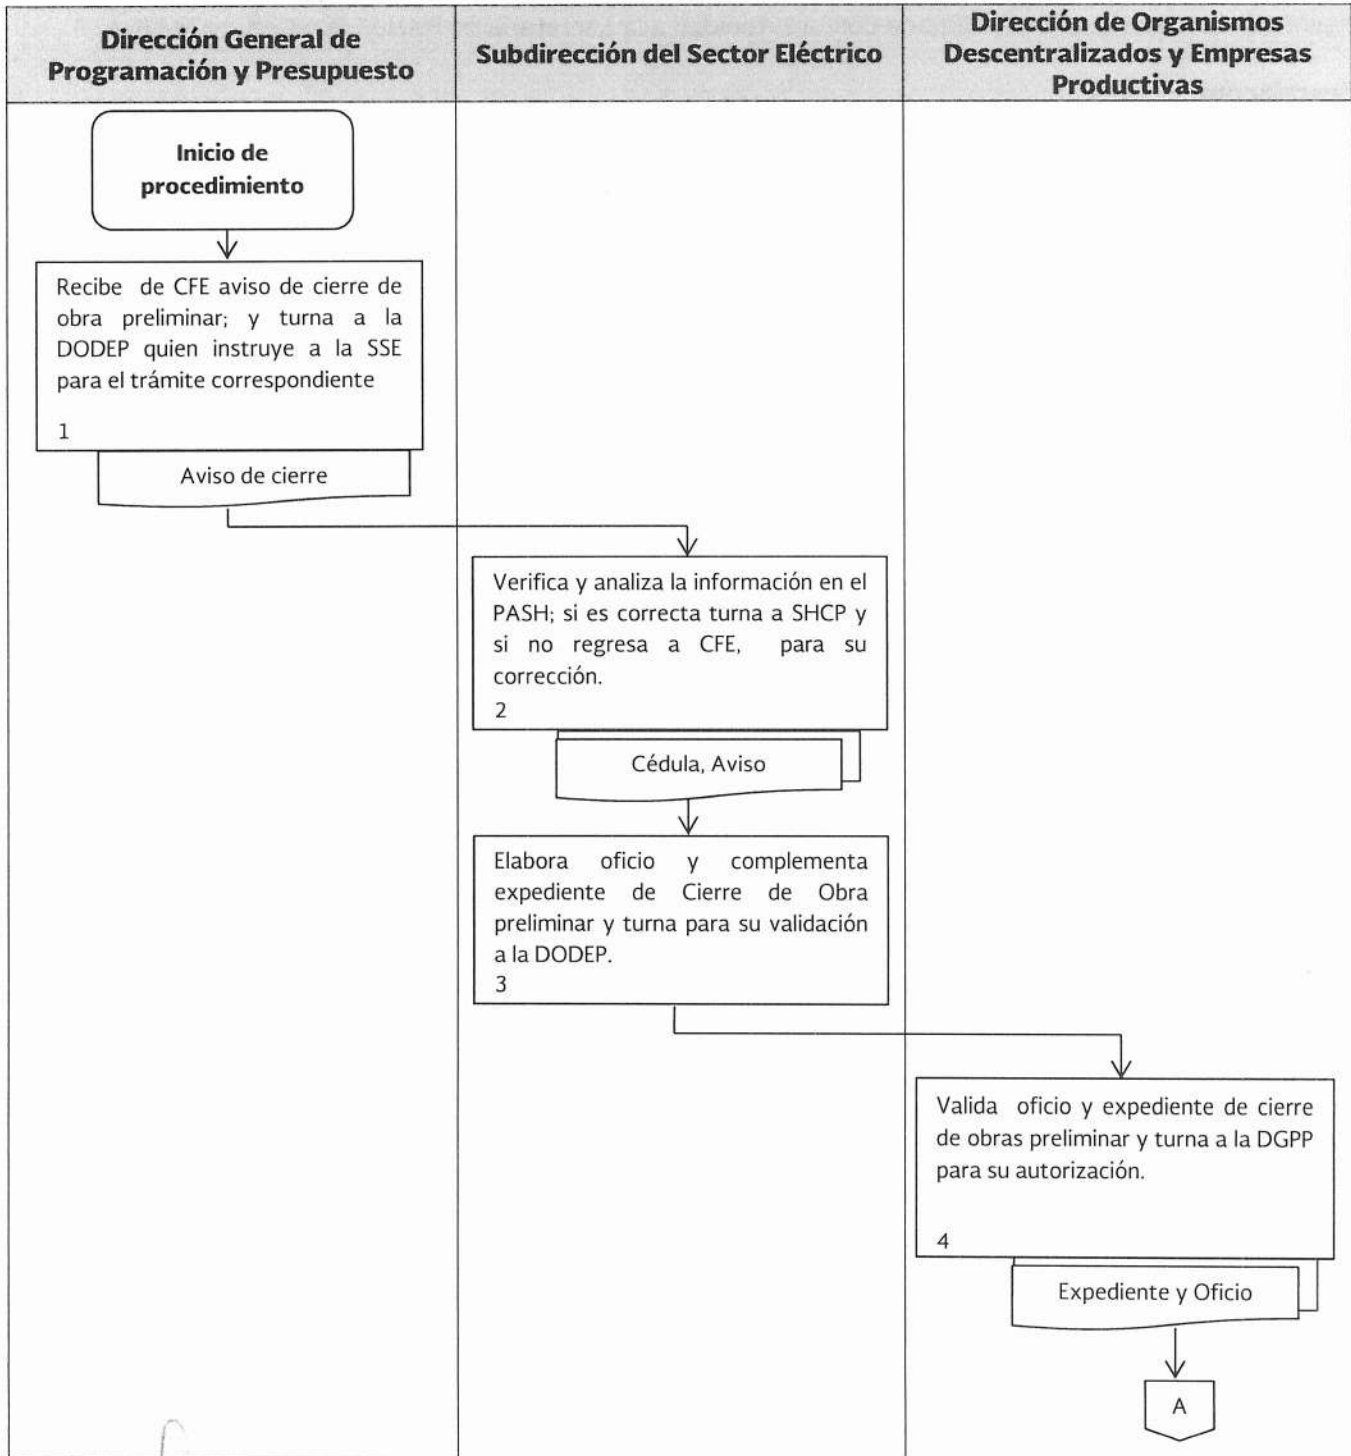 Dirección General de
Programación y Presupuesto
Subdirección del Sector Eléctrico
Dirección de Organismos
Descentralizados y Empresas
Productivas
Inicio de
procedimiento
Recibe de CFE aviso de cierre de
obra preliminar; y turna a la
DODEP quien instruye a la SSE
para el trámite correspondiente
1
Aviso de cierre
Verifica y analiza la información en el
PASH; si es correcta turna a SHCP y
si no regresa a CFE, para su
corrección.
2
Cédula, Aviso
Elabora oficio y complementa
expediente de Cierre de Obra
preliminar y turna para su validación
a la DODEP.
3
Valida oficio y expediente de cierre
de obras preliminar y turna a la DGPP
para su autorización.
4
Expediente y Oficio
A